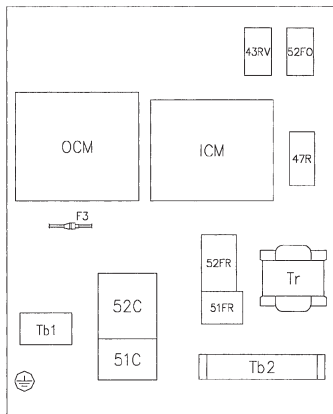 43RV 52FO
OCM ICM 47R
F3
52FR
Tr
52C
51FR
Tb1
51C
Tb2